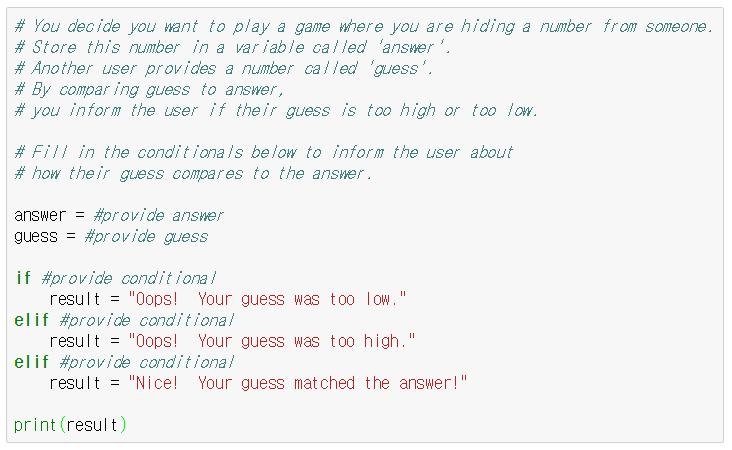 # You decide you want to play a game where you are hiding a number from someone.
# Store this number in a variable called 'answer'.
# Another user provides a number called 'guess'.
# By comparing guess to answer,
# you inform the user if their guess is too high or too low.

# Fill in the conditionals below to inform the user about
# how their guess compares to the answer.

answer = #provide answer
guess = #provide guess

if #provide conditional
    result = "Oops!  Your guess was too low."
elif #provide conditional
    result = "Oops!  Your guess was too high."
elif #provide conditional
    result = "Nice!  Your guess matched the answer!"

print(result)